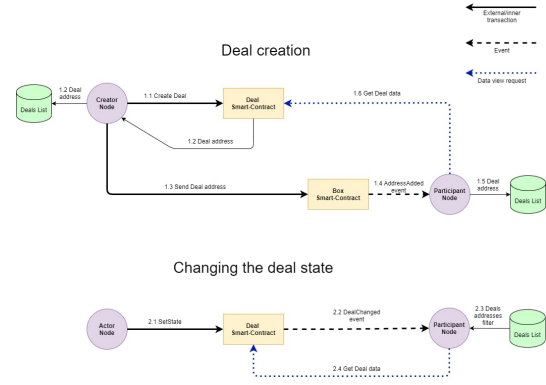 External/inner
transaction
Event
Data view request
Deal creation
1.2 Deal
address
Deals List
Creator
Node
1.1 Create Deal
Deal
Smart-Contract
1.6 Get Deal data
1.2 Deal address
1.3 Send Deal address
Box
Smart-Contract
1.4 AddressAdded
event
Participant
Node
1.5 Deal
address
Deals List
Changing the deal state
Actor
Node
2.1 SetState
Deal
Smart-Contract
2.2 DealChanged
event
Participant
Node
2.3 Deals
addresses
filter
Deals List
2.4 Get Deal data